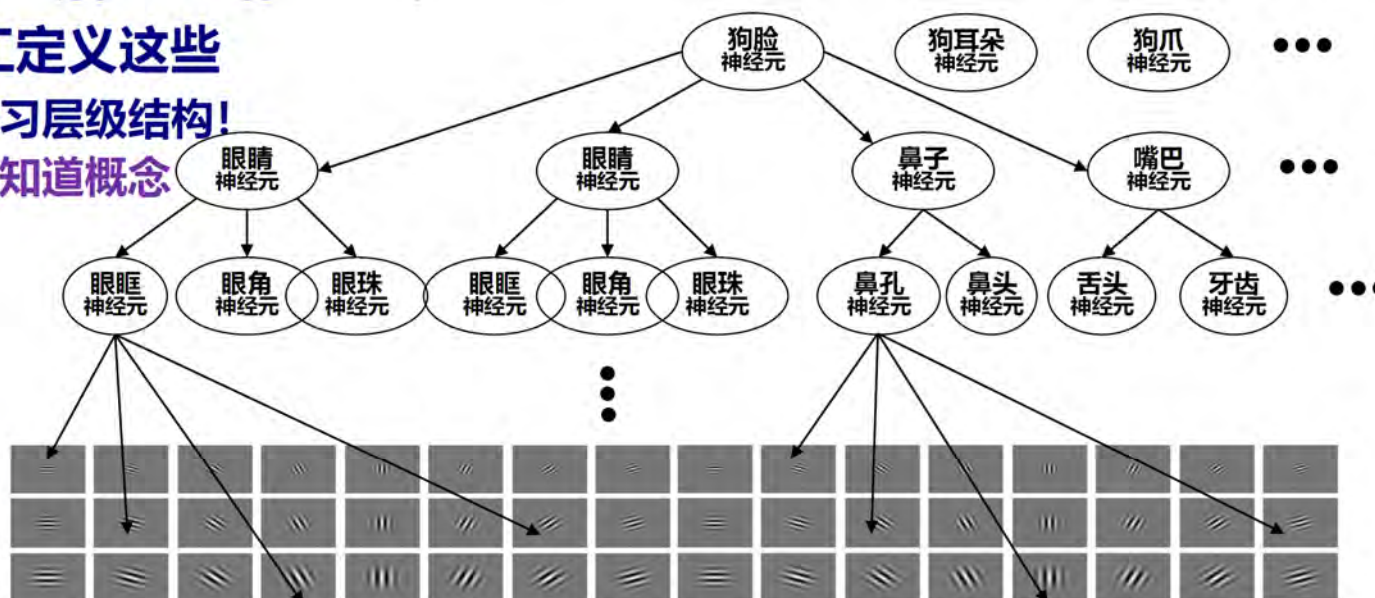 工定义这些
习层级结构！
知道概念
狗脸
神经元
狗耳朵
神经元
狗爪
神经元
眼睛
神经元
眼睛
神经元
鼻子
神经元
嘴巴
神经元
眼眶
神经元
眼角
神经元
眼珠
神经元
眼眶
神经元
眼角
神经元
眼珠
神经元
鼻孔
神经元
鼻头
神经元
舌头
神经元
牙齿
神经元